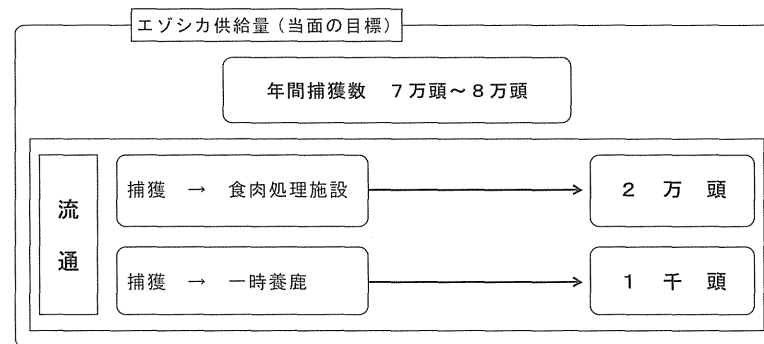 エゾシカ供給量（当面の目標）
年間捕獲数　７万頭～８万頭
流通
捕獲　→　食肉処理施設
２　万　頭
捕獲　→　一時養鹿
１　千　頭